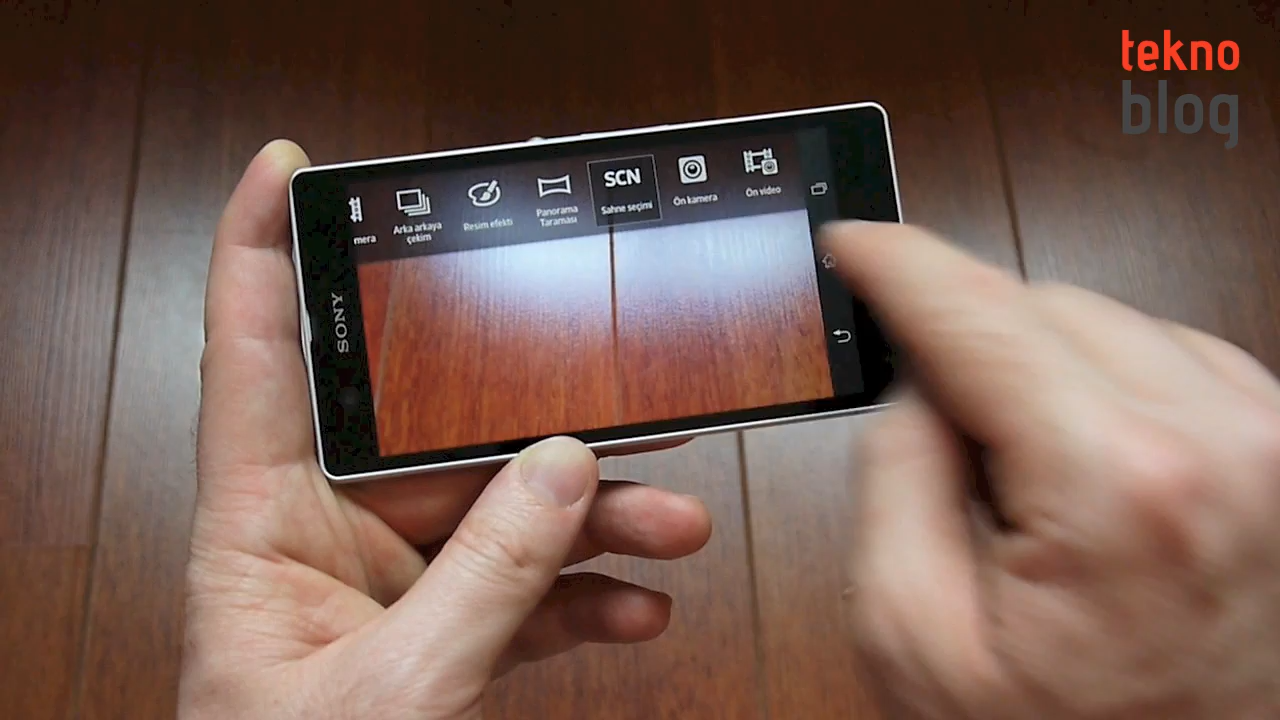 tekno
blog
SONY
mera
Arka arkaya
çekim
Resim efekti
Panorama
Taraması
SCN
Sahne seçimi
Ön kamera
Ön video